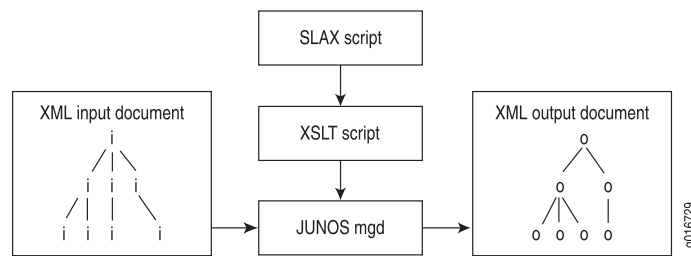 SLAX script
XML input document
XSLT script
XML output document
i
o
i i i
o o
i i i i
JUNOS mgd
o o o o
g016729